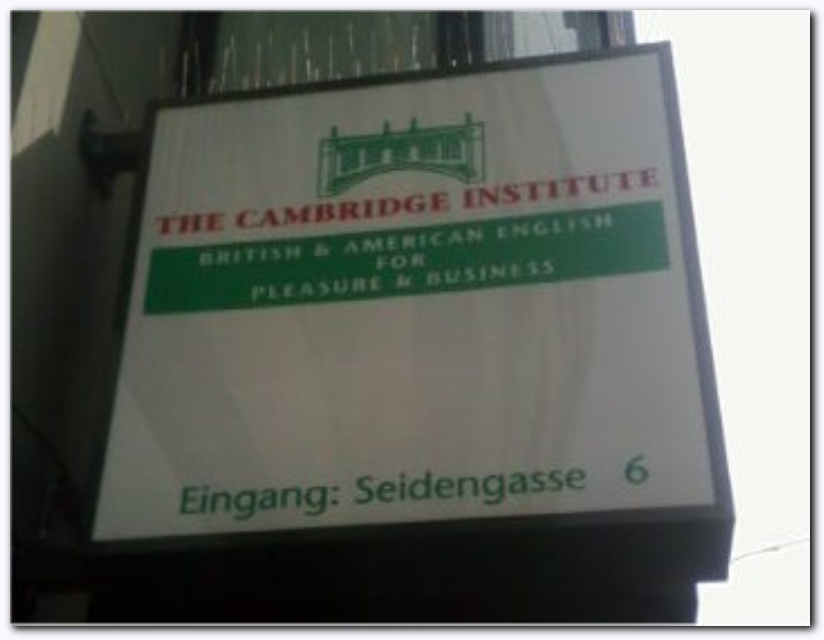 THE CAMBRIDGE INSTITUTE
BRITISH & AMERICAN ENGLISH
FOR
PLEASURE & BUSINESS
Eingang: Seidengasse 6